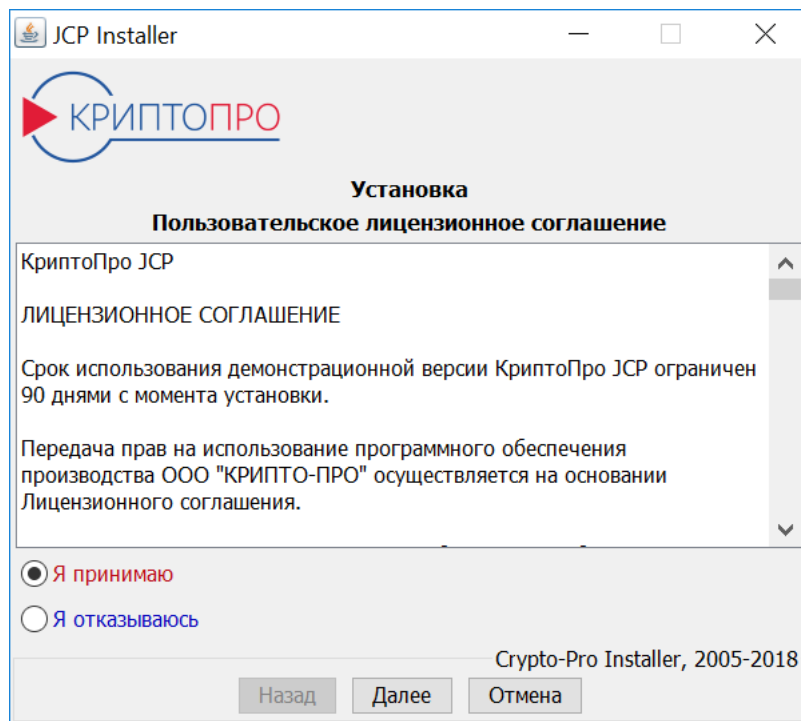 JCP Installer
КРИПТОПРО
Установка
Пользовательское лицензионное соглашение
КриптоПро JCP
ЛИЦЕНЗИОННОЕ СОГЛАШЕНИЕ
Срок использования демонстрационной версии КриптоПро JCP ограничен
90 днями с момента установки.
Передача прав на использование программного обеспечения
производства ООО "КРИПТО-ПРО" осуществляется на основании
Лицензионного соглашения.
Я принимаю
Я отказываюсь
Crypto-Pro Installer, 2005-2018
Назад Далее Отмена